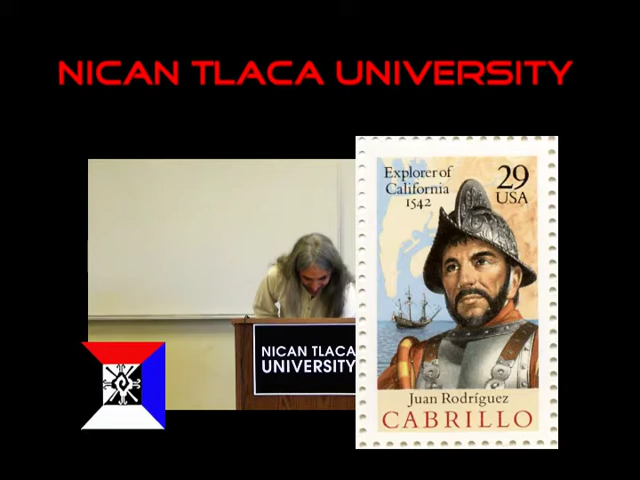 NICAN TLACA UNIVERSITY
Explorer of
California
1542
29
USA
NICAN TLACA
UNIVERSITY
Juan Rodríguez
CABRILLO